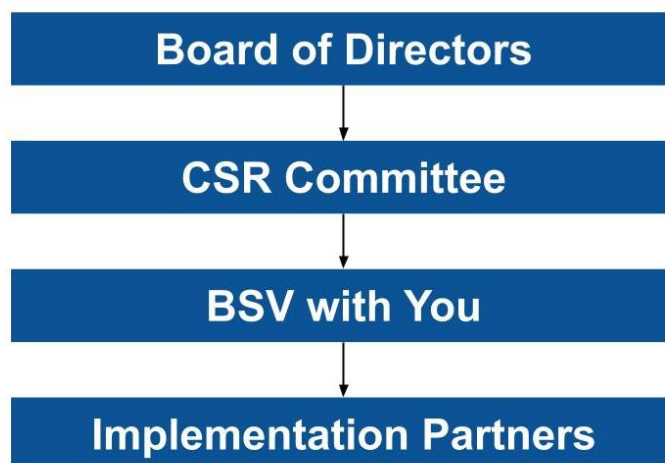 Board of Directors
CSR Committee
BSV with You
Implementation Partners